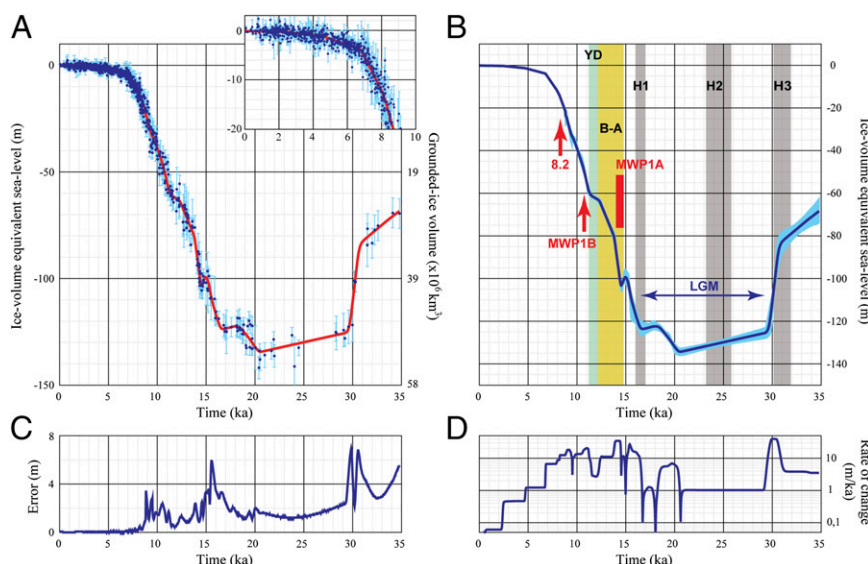 A
0 2 4 6 8 10
0
-10
-20
0
-50
-100
-150
Ice-volume equivalent sea-level (m)
19
39
58
Grounded-ice volume (x10⁶ km³)
0 5 10 15 20 25 30 35
Time (ka)
B
YD
H1 H2 H3
B-A
MWP1A
8.2
MWP1B
LGM
0
-20
-40
-60
-80
-100
-120
-140
Ice-volume equivalent sea-level (m)
0 5 10 15 20 25 30 35
Time (ka)
C
8
4
0
Error (m)
0 5 10 15 20 25 30 35
Time (ka)
D
10
1
0,1
Rate of change
(m/ka)
0 5 10 15 20 25 30 35
Time (ka)